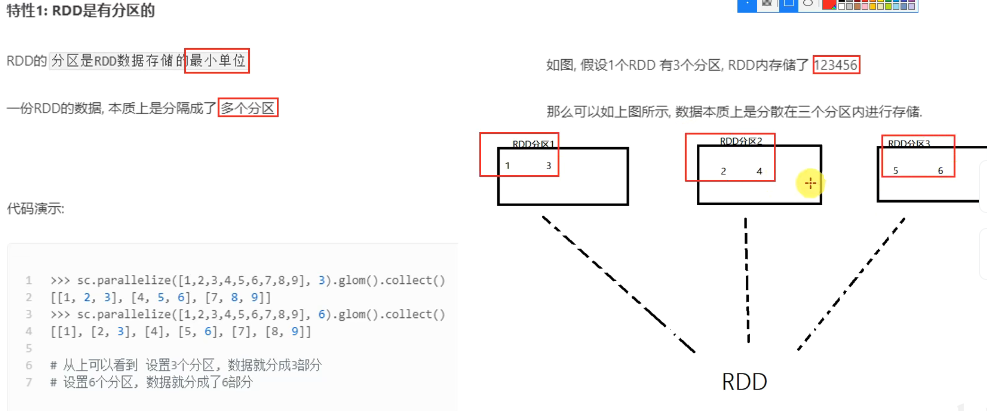 特性1: RDD是有分区的
RDD的 分区是RDD数据存储的最小单位
一份RDD的数据, 本质上是分隔成了多个分区
代码演示:
1 >>> sc.parallelize([1,2,3,4,5,6,7,8,9], 3).glom().collect()
2 [[1, 2, 3], [4, 5, 6], [7, 8, 9]]
3 >>> sc.parallelize([1,2,3,4,5,6,7,8,9], 6).glom().collect()
4 [[1], [2, 3], [4], [5, 6], [7], [8, 9]]
5
6 # 从上可以看到 设置3个分区, 数据就分成3部分
7 # 设置6个分区, 数据就分成了6部分
如图, 假设1个RDD 有3个分区, RDD内存储了 123456
那么可以如上图所示, 数据本质上是分散在三个分区内进行存储.
RDD分区1
1 3
RDD分区2
2 4
RDD分区3
5 6
RDD